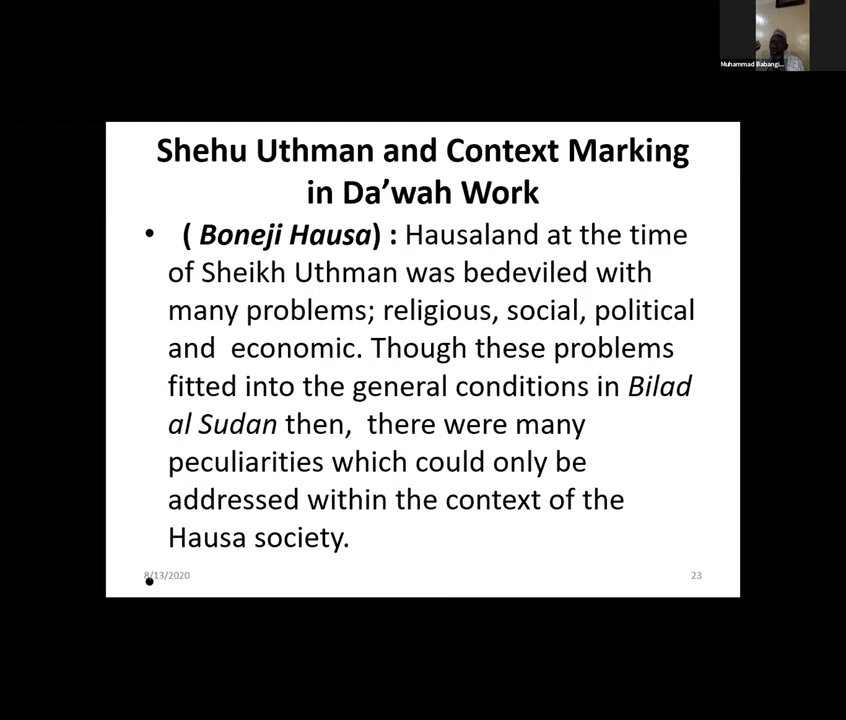 Muhammad Babangi...
Shehu Uthman and Context Marking
in Da’wah Work
• ( Boneji Hausa) : Hausaland at the time
of Sheikh Uthman was bedeviled with
many problems; religious, social, political
and economic. Though these problems
fitted into the general conditions in Bilad
al Sudan then, there were many
peculiarities which could only be
addressed within the context of the
Hausa society.
8/13/2020
23